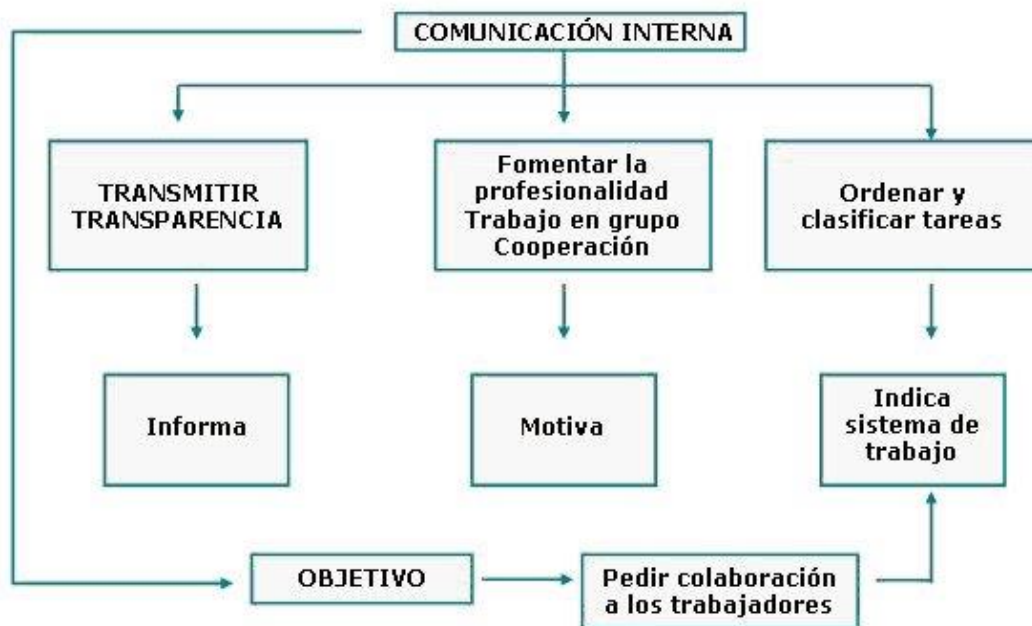 COMUNICACIÓN INTERNA
TRANSMITIR
TRANSPARENCIA
Fomentar la
profesionalidad
Trabajo en grupo
Cooperación
Ordenar y
clasificar tareas
Informa
Motiva
Indica
sistema de
trabajo
OBJETIVO
Pedir colaboración
a los trabajadores